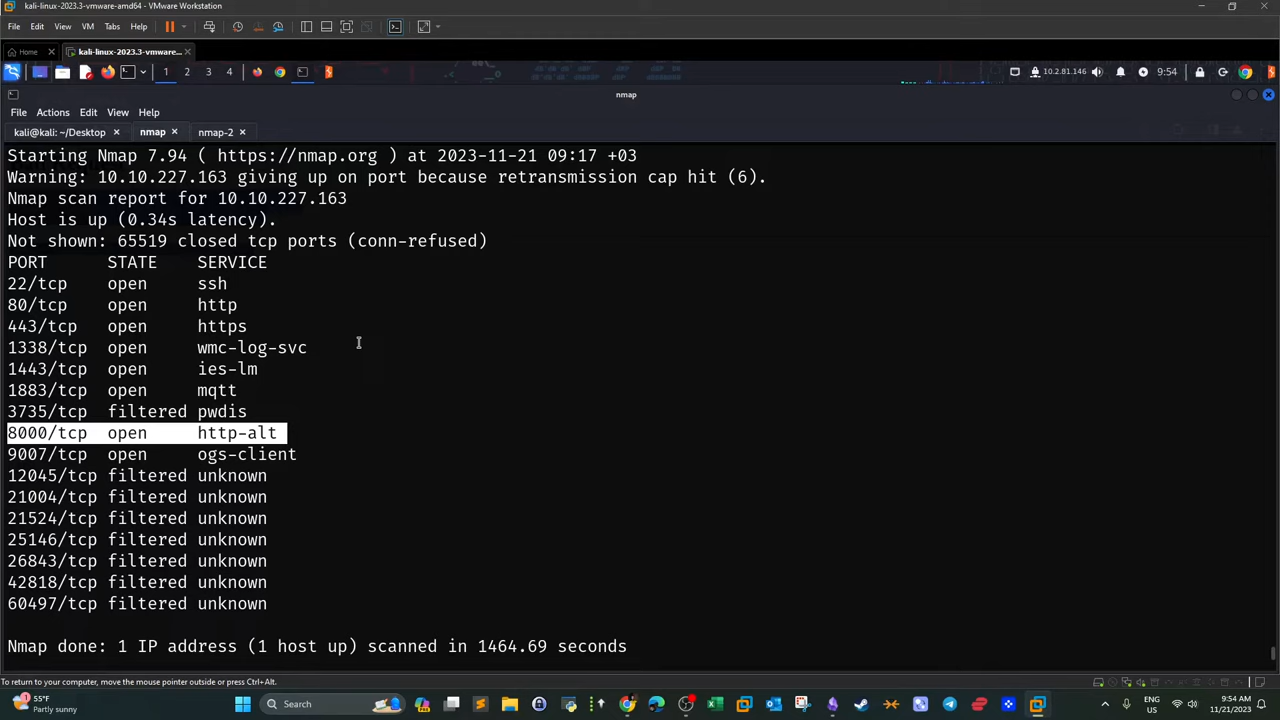 kali-linux-2023.3-vmware-amd64 - VMware Workstation
File Edit View VM Tabs Help
Home kali-linux-2023.3-vmware...
1 2 3 4 10.2.81.146 9:54
nmap
File Actions Edit View Help
kali@kali: ~/Desktop nmap nmap-2
Starting Nmap 7.94 ( https://nmap.org ) at 2023-11-21 09:17 +03
Warning: 10.10.227.163 giving up on port because retransmission cap hit (6).
Nmap scan report for 10.10.227.163
Host is up (0.34s latency).
Not shown: 65519 closed tcp ports (conn-refused)
PORT STATE SERVICE
22/tcp open ssh
80/tcp open http
443/tcp open https
1338/tcp open wmc-log-svc
1443/tcp open ies-lm
1883/tcp open mqtt
3735/tcp filtered pwdis
8000/tcp open http-alt
9007/tcp open ogs-client
12045/tcp filtered unknown
21004/tcp filtered unknown
21524/tcp filtered unknown
25146/tcp filtered unknown
26843/tcp filtered unknown
42818/tcp filtered unknown
60497/tcp filtered unknown
Nmap done: 1 IP address (1 host up) scanned in 1464.69 seconds
To return to your computer, move the mouse pointer outside or press Ctrl+Alt.
1 55°F
Partly sunny
Search
ENG
US
9:54 AM
11/21/2023